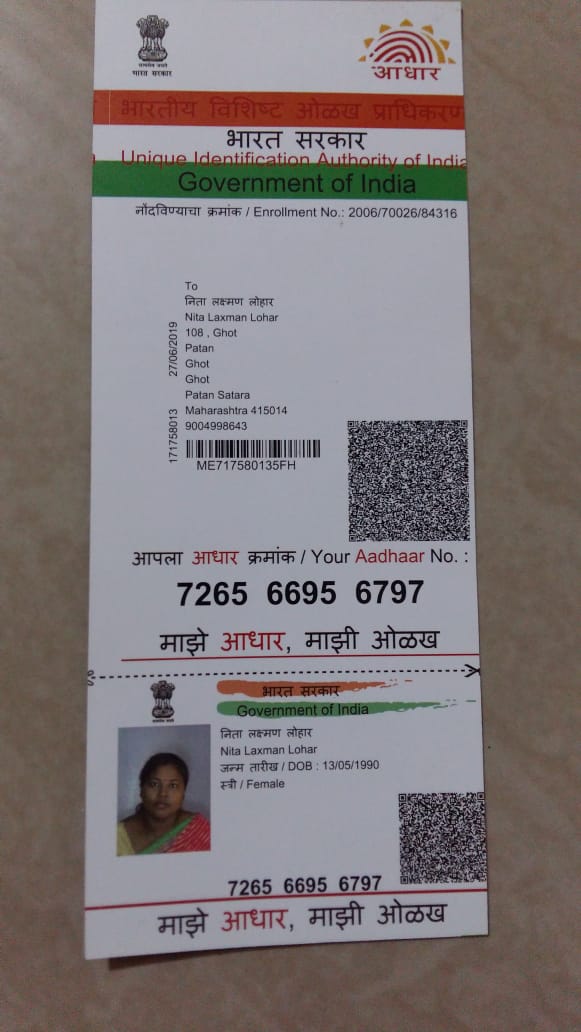 सत्यमेव जयते
भारत सरकार
आधार
भारतीय विशिष्ट ओळख प्राधिकरण
भारत सरकार
Unique Identification Authority of India
Government of India
नोंदविण्याचा क्रमांक / Enrollment No.: 2006/70026/84316
To
निता लक्ष्मण लोहार
Nita Laxman Lohar
108 , Ghot
Patan
Ghot
Ghot
Patan Satara
Maharashtra 415014
9004998643
171758013 27/06/2019
ME717580135FH
आपला आधार क्रमांक / Your Aadhaar No. :
7265 6695 6797
माझे आधार, माझी ओळख
भारत सरकार
Government of India
निता लक्ष्मण लोहार
Nita Laxman Lohar
जन्म तारीख / DOB : 13/05/1990
स्त्री / Female
7265 6695 6797
माझे आधार, माझी ओळख